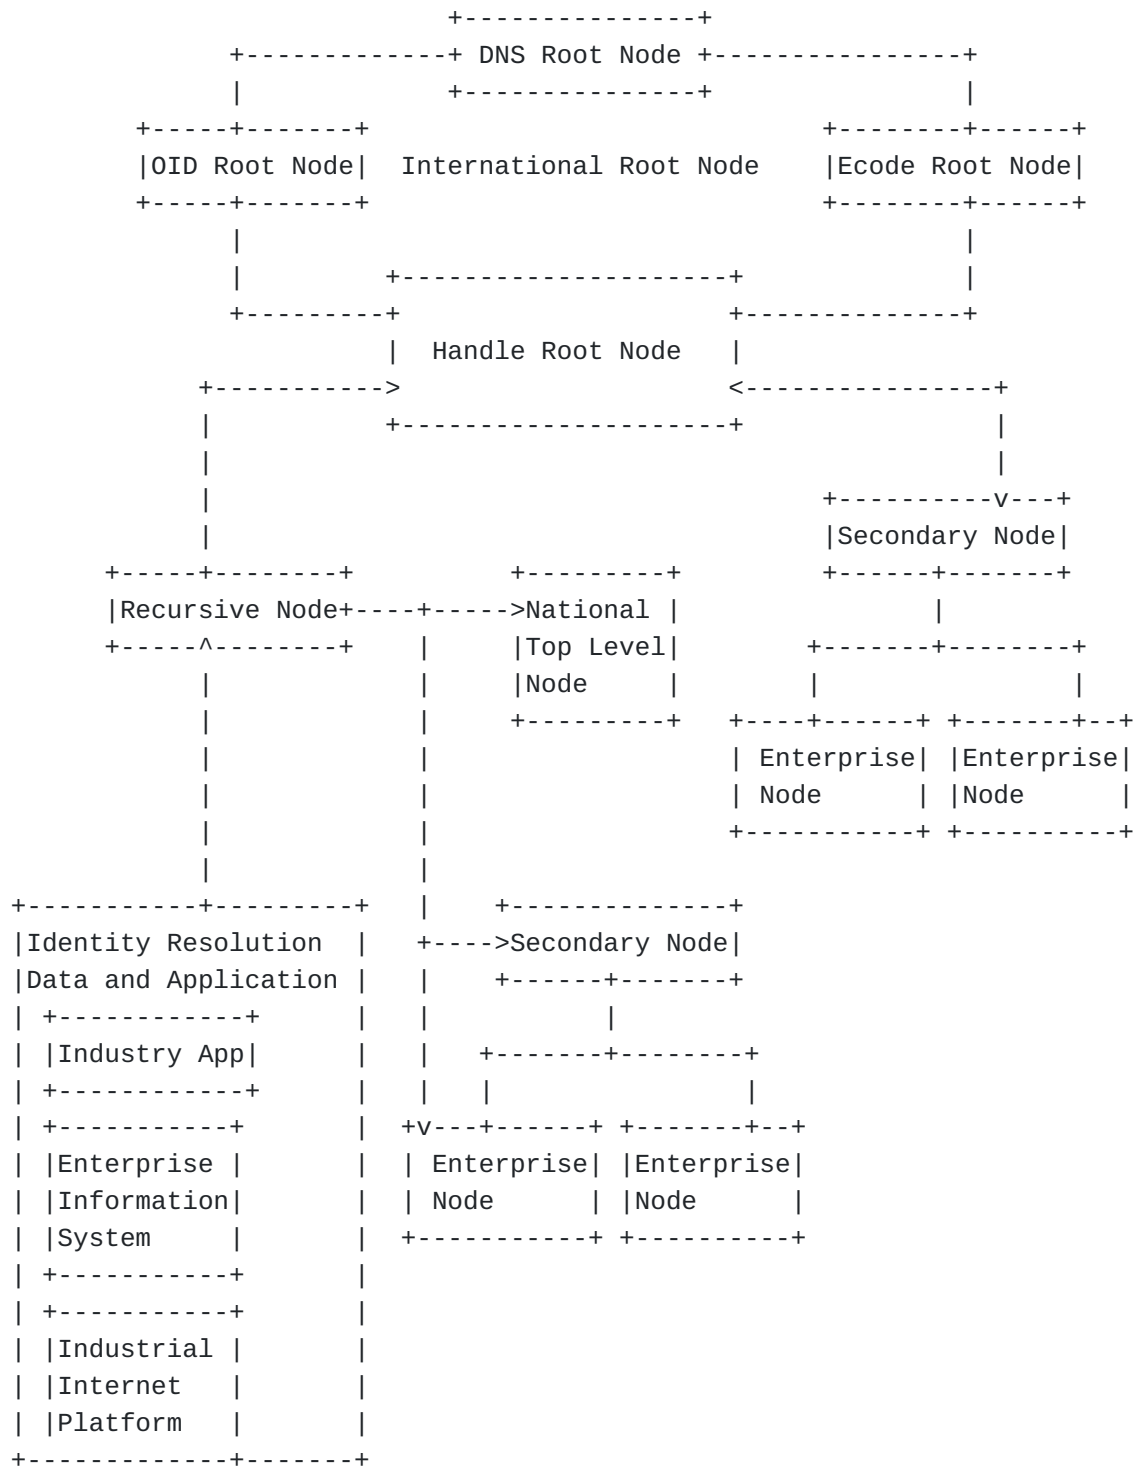 DNS Root Node
OID Root Node International Root Node Ecode Root Node
Handle Root Node
Secondary Node
Recursive Node National
Top Level
Node
Enterprise Enterprise
Node Node
Identity Resolution Secondary Node
Data and Application
Industry App
Enterprise Enterprise Enterprise
Information Node Node
System
Industrial
Internet
Platform